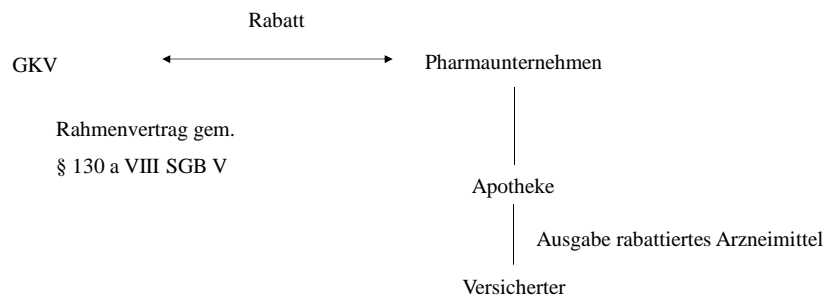 Rabatt
GKV
Pharmaunternehmen
Rahmenvertrag gem.
§ 130 a VIII SGB V
Apotheke
Ausgabe rabattiertes Arzneimittel
Versicherter